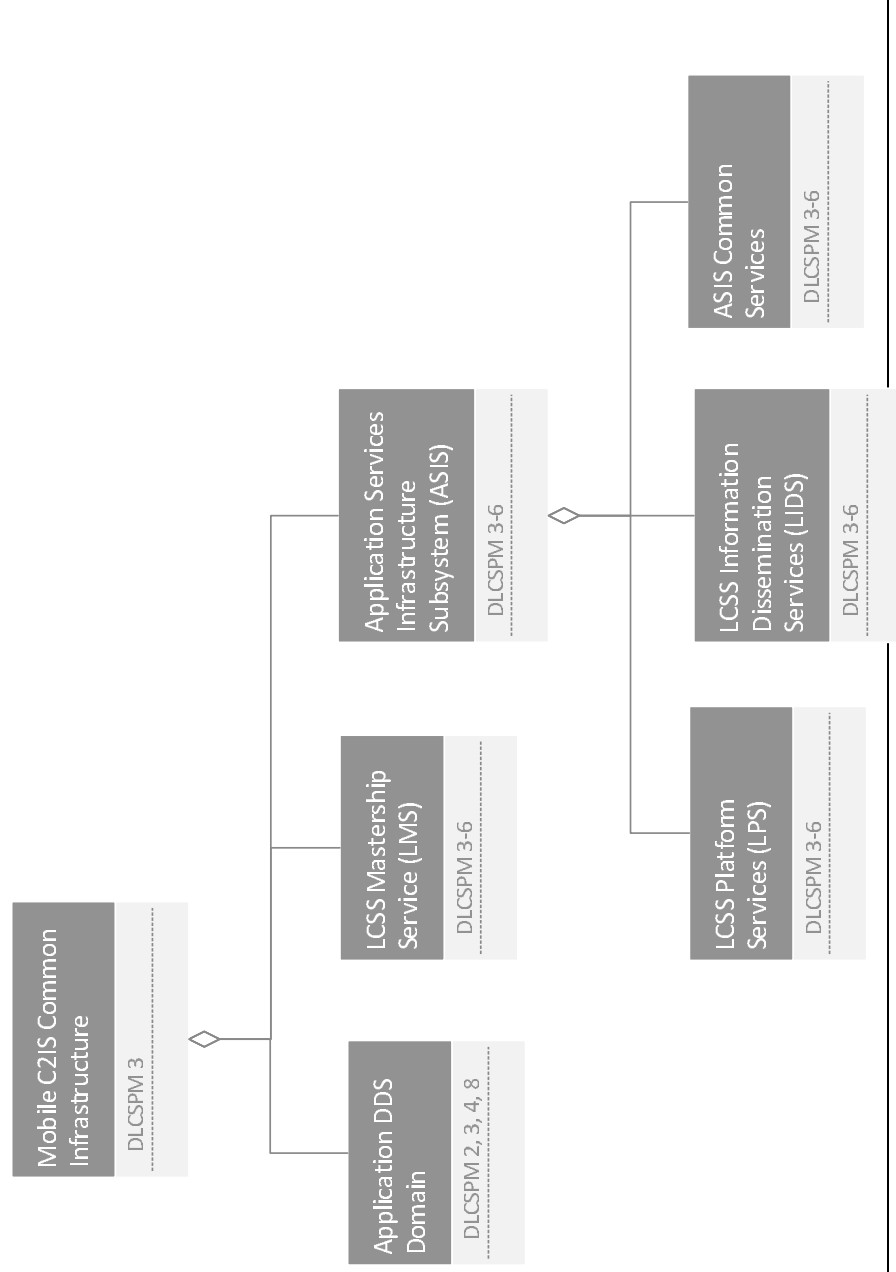 Mobile C2IS Common
Infrastructure
DLCSPM 3
Application DDS
Domain
DLCSPM 2, 3, 4, 8
LCSS Mastership
Service (LMS)
DLCSPM 3-6
Application Services
Infrastructure
Subsystem (ASIS)
DLCSPM 3-6
LCSS Platform
Services (LPS)
DLCSPM 3-6
LCSS Information
Dissemination
Services (LIDS)
DLCSPM 3-6
ASIS Common
Services
DLCSPM 3-6